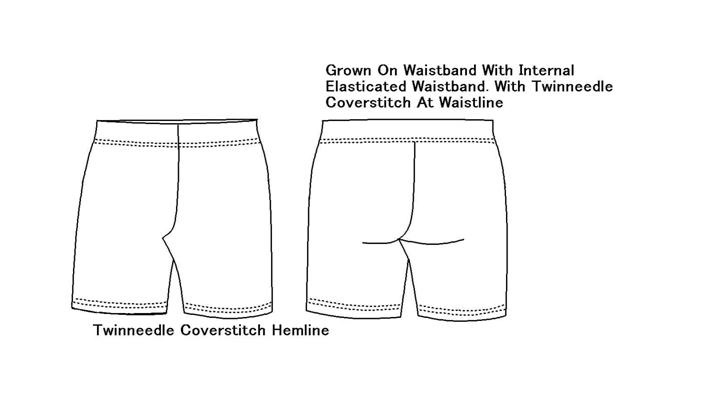 Grown On Waistband With Internal
Elasticated Waistband. With Twinneedle
Coverstitch At Waistline
Twinneedle Coverstitch Hemline